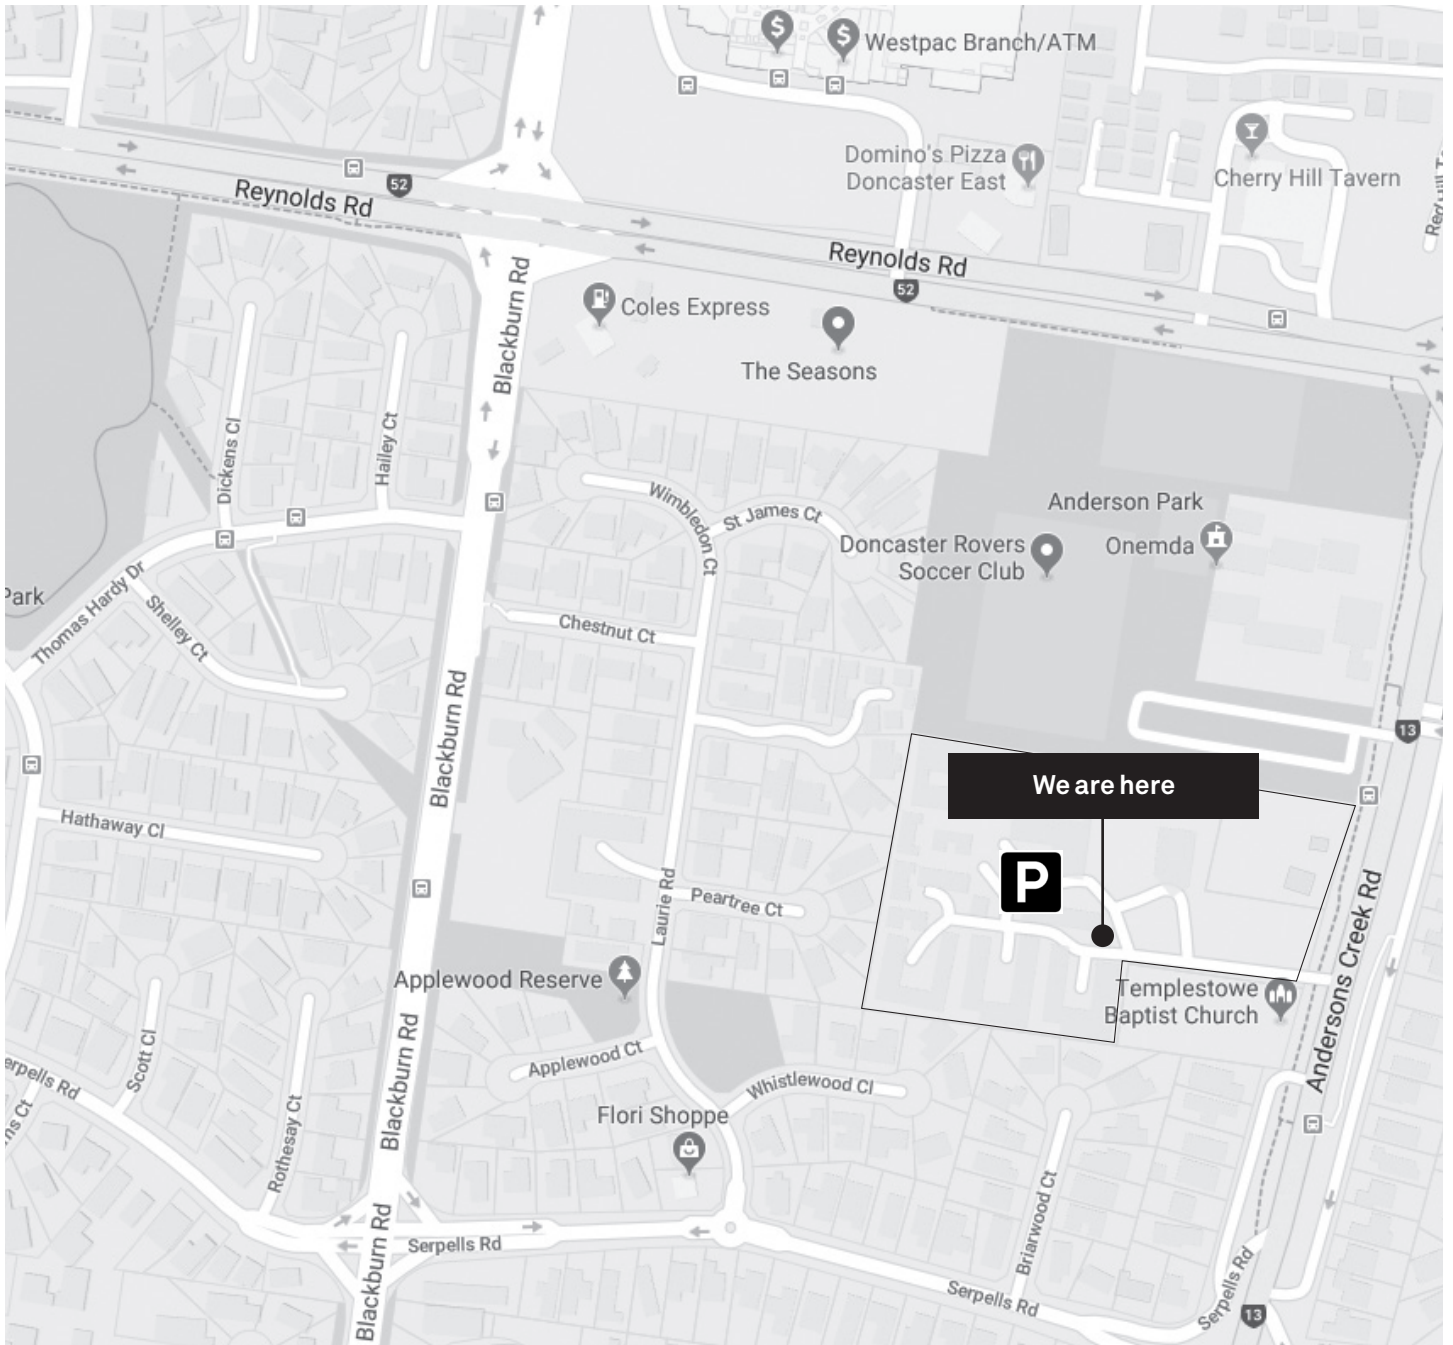 $
$
Westpac Branch/ATM
Domino's Pizza
Doncaster East
Cherry Hill Tavern
52
Reynolds Rd
Reynolds Rd
52
Blackburn Rd
Coles Express
The Seasons
Dickens Cl
Hailey Ct
Wimbledon Ct
St James Ct
Anderson Park
Doncaster Rovers
Soccer Club
Onemda
Park
Thomas Hardy Dr
Shelley Ct
Chestnut Ct
Blackburn Rd
13
We are here
Hathaway Cl
P
Laurie Rd
Peartree Ct
Andersons Creek Rd
Applewood Reserve
Templestowe
Baptist Church
Scott Cl
Blackburn Rd
Applewood Ct
Whistlewood Cl
erpells Rd
ns Ct
Rothesay Ct
Flori Shoppe
Briarwood Ct
Blackburn Rd
Serpells Rd
Serpells Rd
Serpells Rd
13